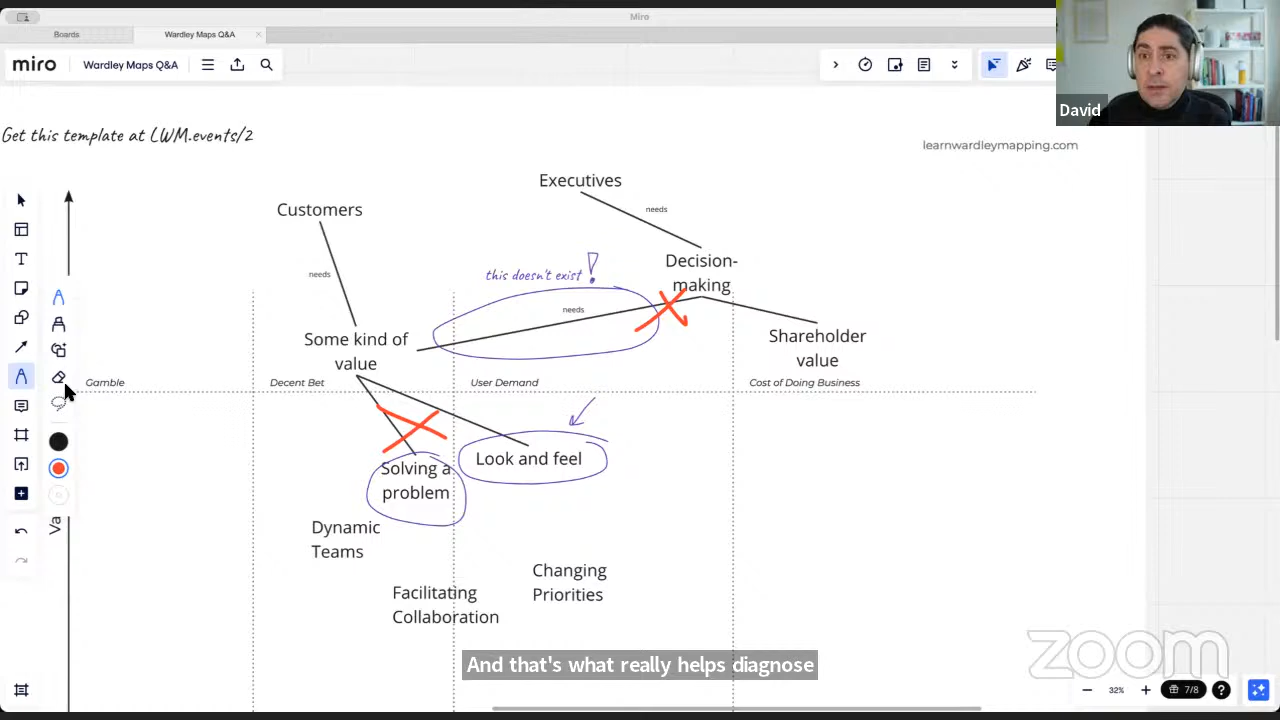 Miro
Boards
Wardley Maps Q&A
miro
Wardley Maps Q&A
David
Get this template at LWM.events/2
learnwardleymapping.com
Executives
needs
Customers
needs
Decision-
making
this doesn't exist!
needs
Some kind of
value
Shareholder
value
Gamble
Decent Bet
User Demand
Cost of Doing Business
Solving a
problem
Look and feel
Va
Dynamic
Teams
Facilitating
Collaboration
Changing
Priorities
And that's what really helps diagnose
zoom
32%
7/8